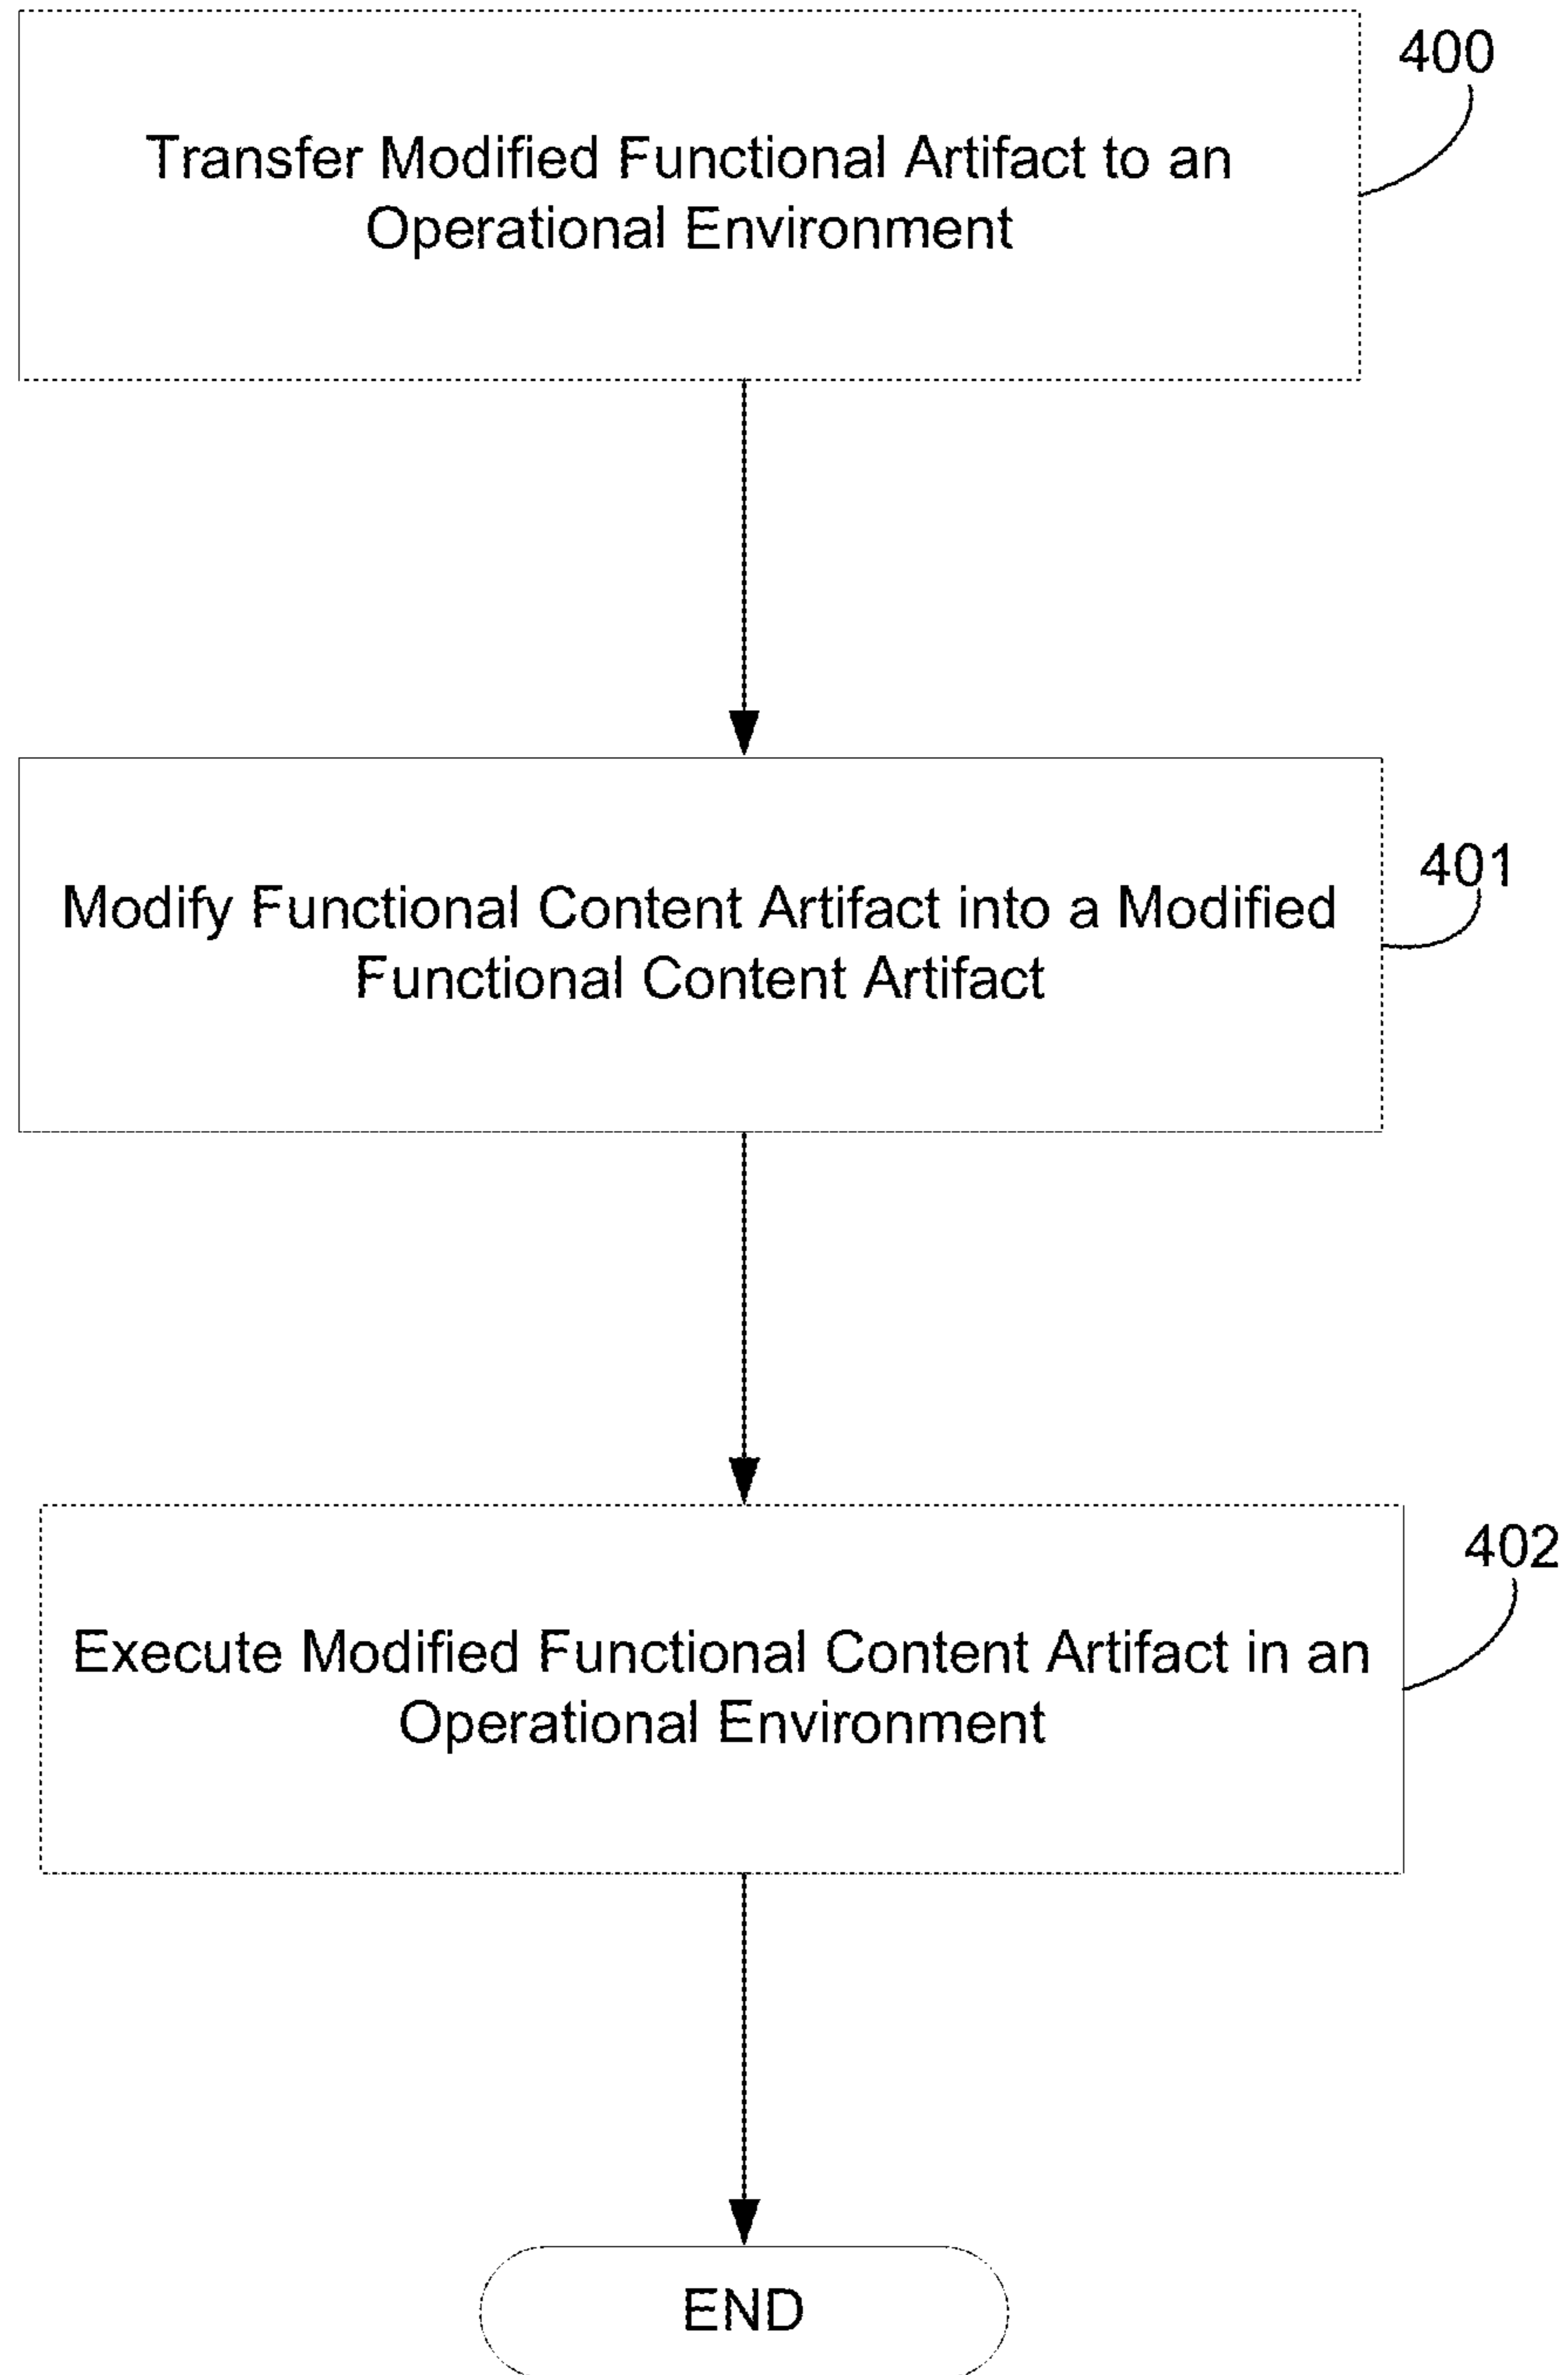 400
Transfer Modified Functional Artifact to an
Operational Environment
401
Modify Functional Content Artifact into a Modified
Functional Content Artifact
402
Execute Modified Functional Content Artifact in an
Operational Environment
END